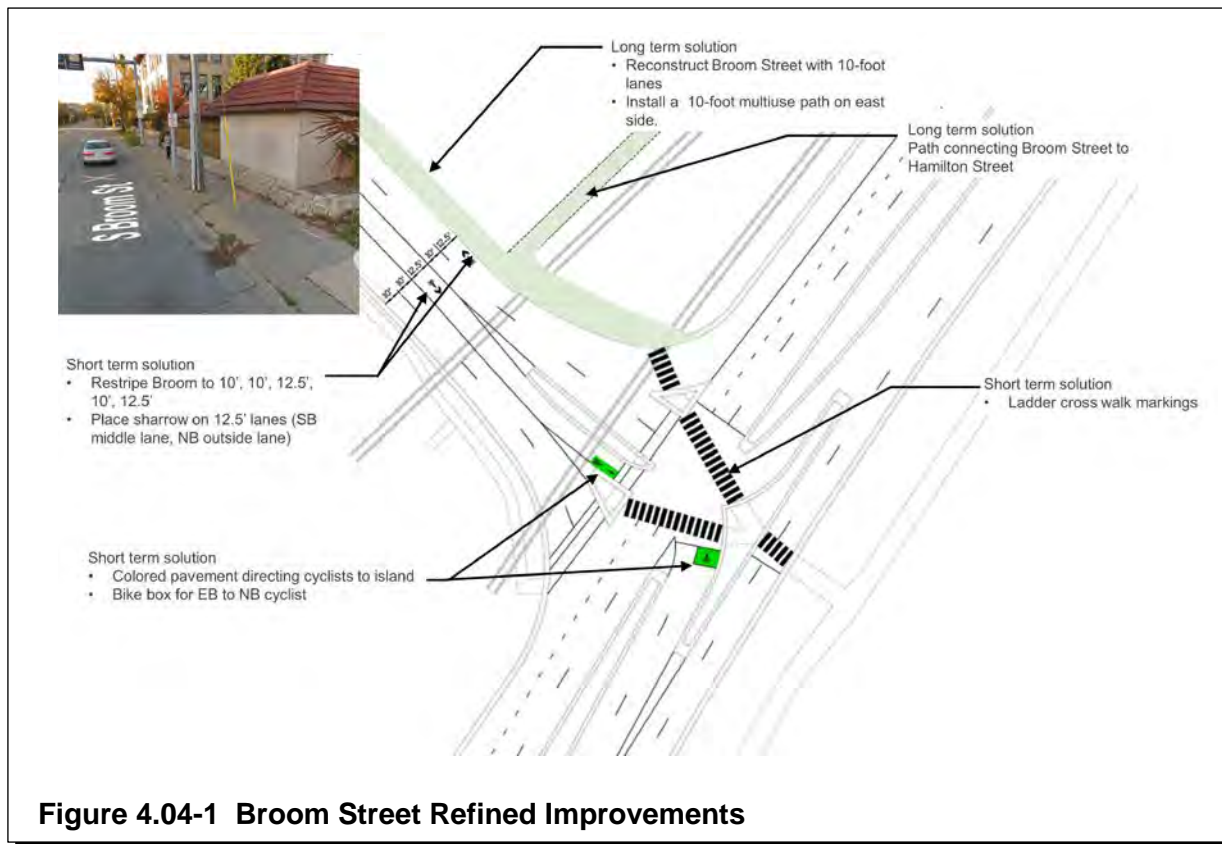 Long term solution
• Reconstruct Broom Street with 10-foot
lanes
• Install a 10-foot multiuse path on east
side.
Long term solution
Path connecting Broom Street to
Hamilton Street
S Broom St
10' 10' 12.5' 10' 12.5'
Short term solution
• Restripe Broom to 10', 10', 12.5',
10', 12.5'
• Place sharrow on 12.5' lanes (SB
middle lane, NB outside lane)
Short term solution
• Ladder cross walk markings
Short term solution
• Colored pavement directing cyclists to island
• Bike box for EB to NB cyclist
Figure 4.04-1 Broom Street Refined Improvements